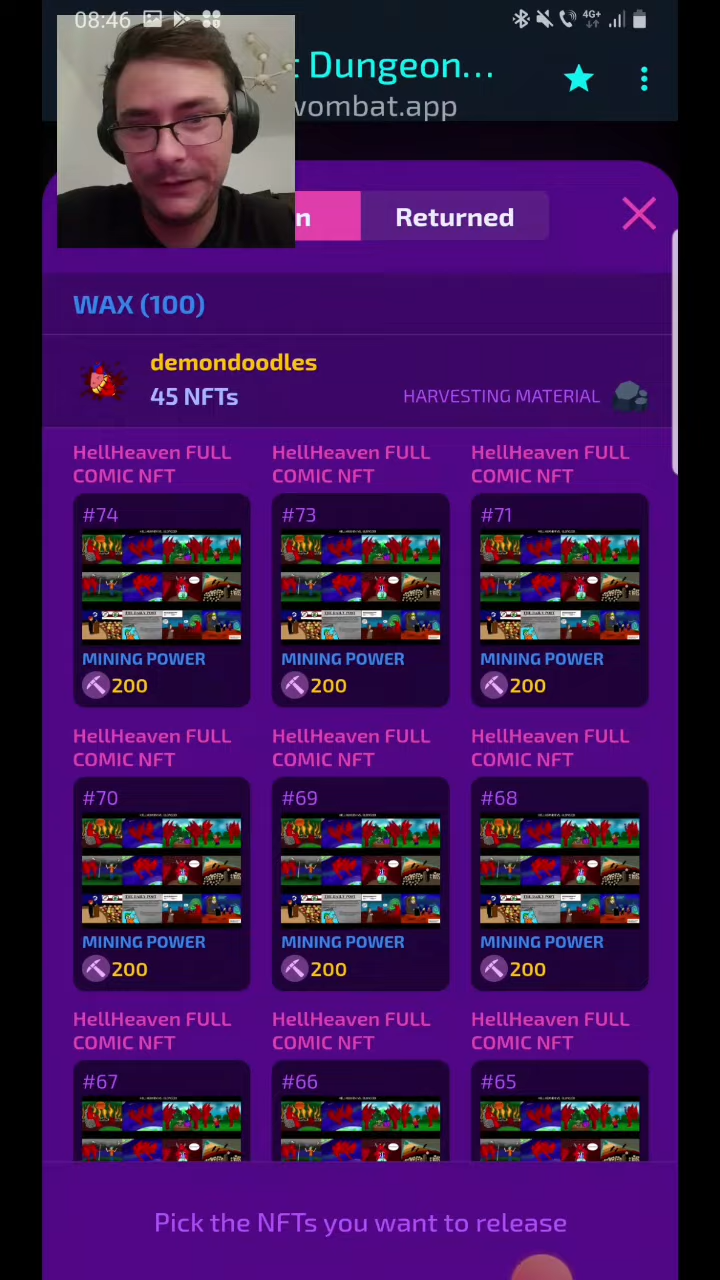 08:46
4G+
: Dungeon…
wombat.app
n
Returned
WAX (100)
demondoodles
45 NFTs
HARVESTING MATERIAL
HellHeaven FULL HellHeaven FULL HellHeaven FULL
COMIC NFT COMIC NFT COMIC NFT
#74 #73 #71
MINING POWER MINING POWER MINING POWER
200 200 200
HellHeaven FULL HellHeaven FULL HellHeaven FULL
COMIC NFT COMIC NFT COMIC NFT
#70 #69 #68
MINING POWER MINING POWER MINING POWER
200 200 200
HellHeaven FULL HellHeaven FULL HellHeaven FULL
COMIC NFT COMIC NFT COMIC NFT
#67 #66 #65
Pick the NFTs you want to release